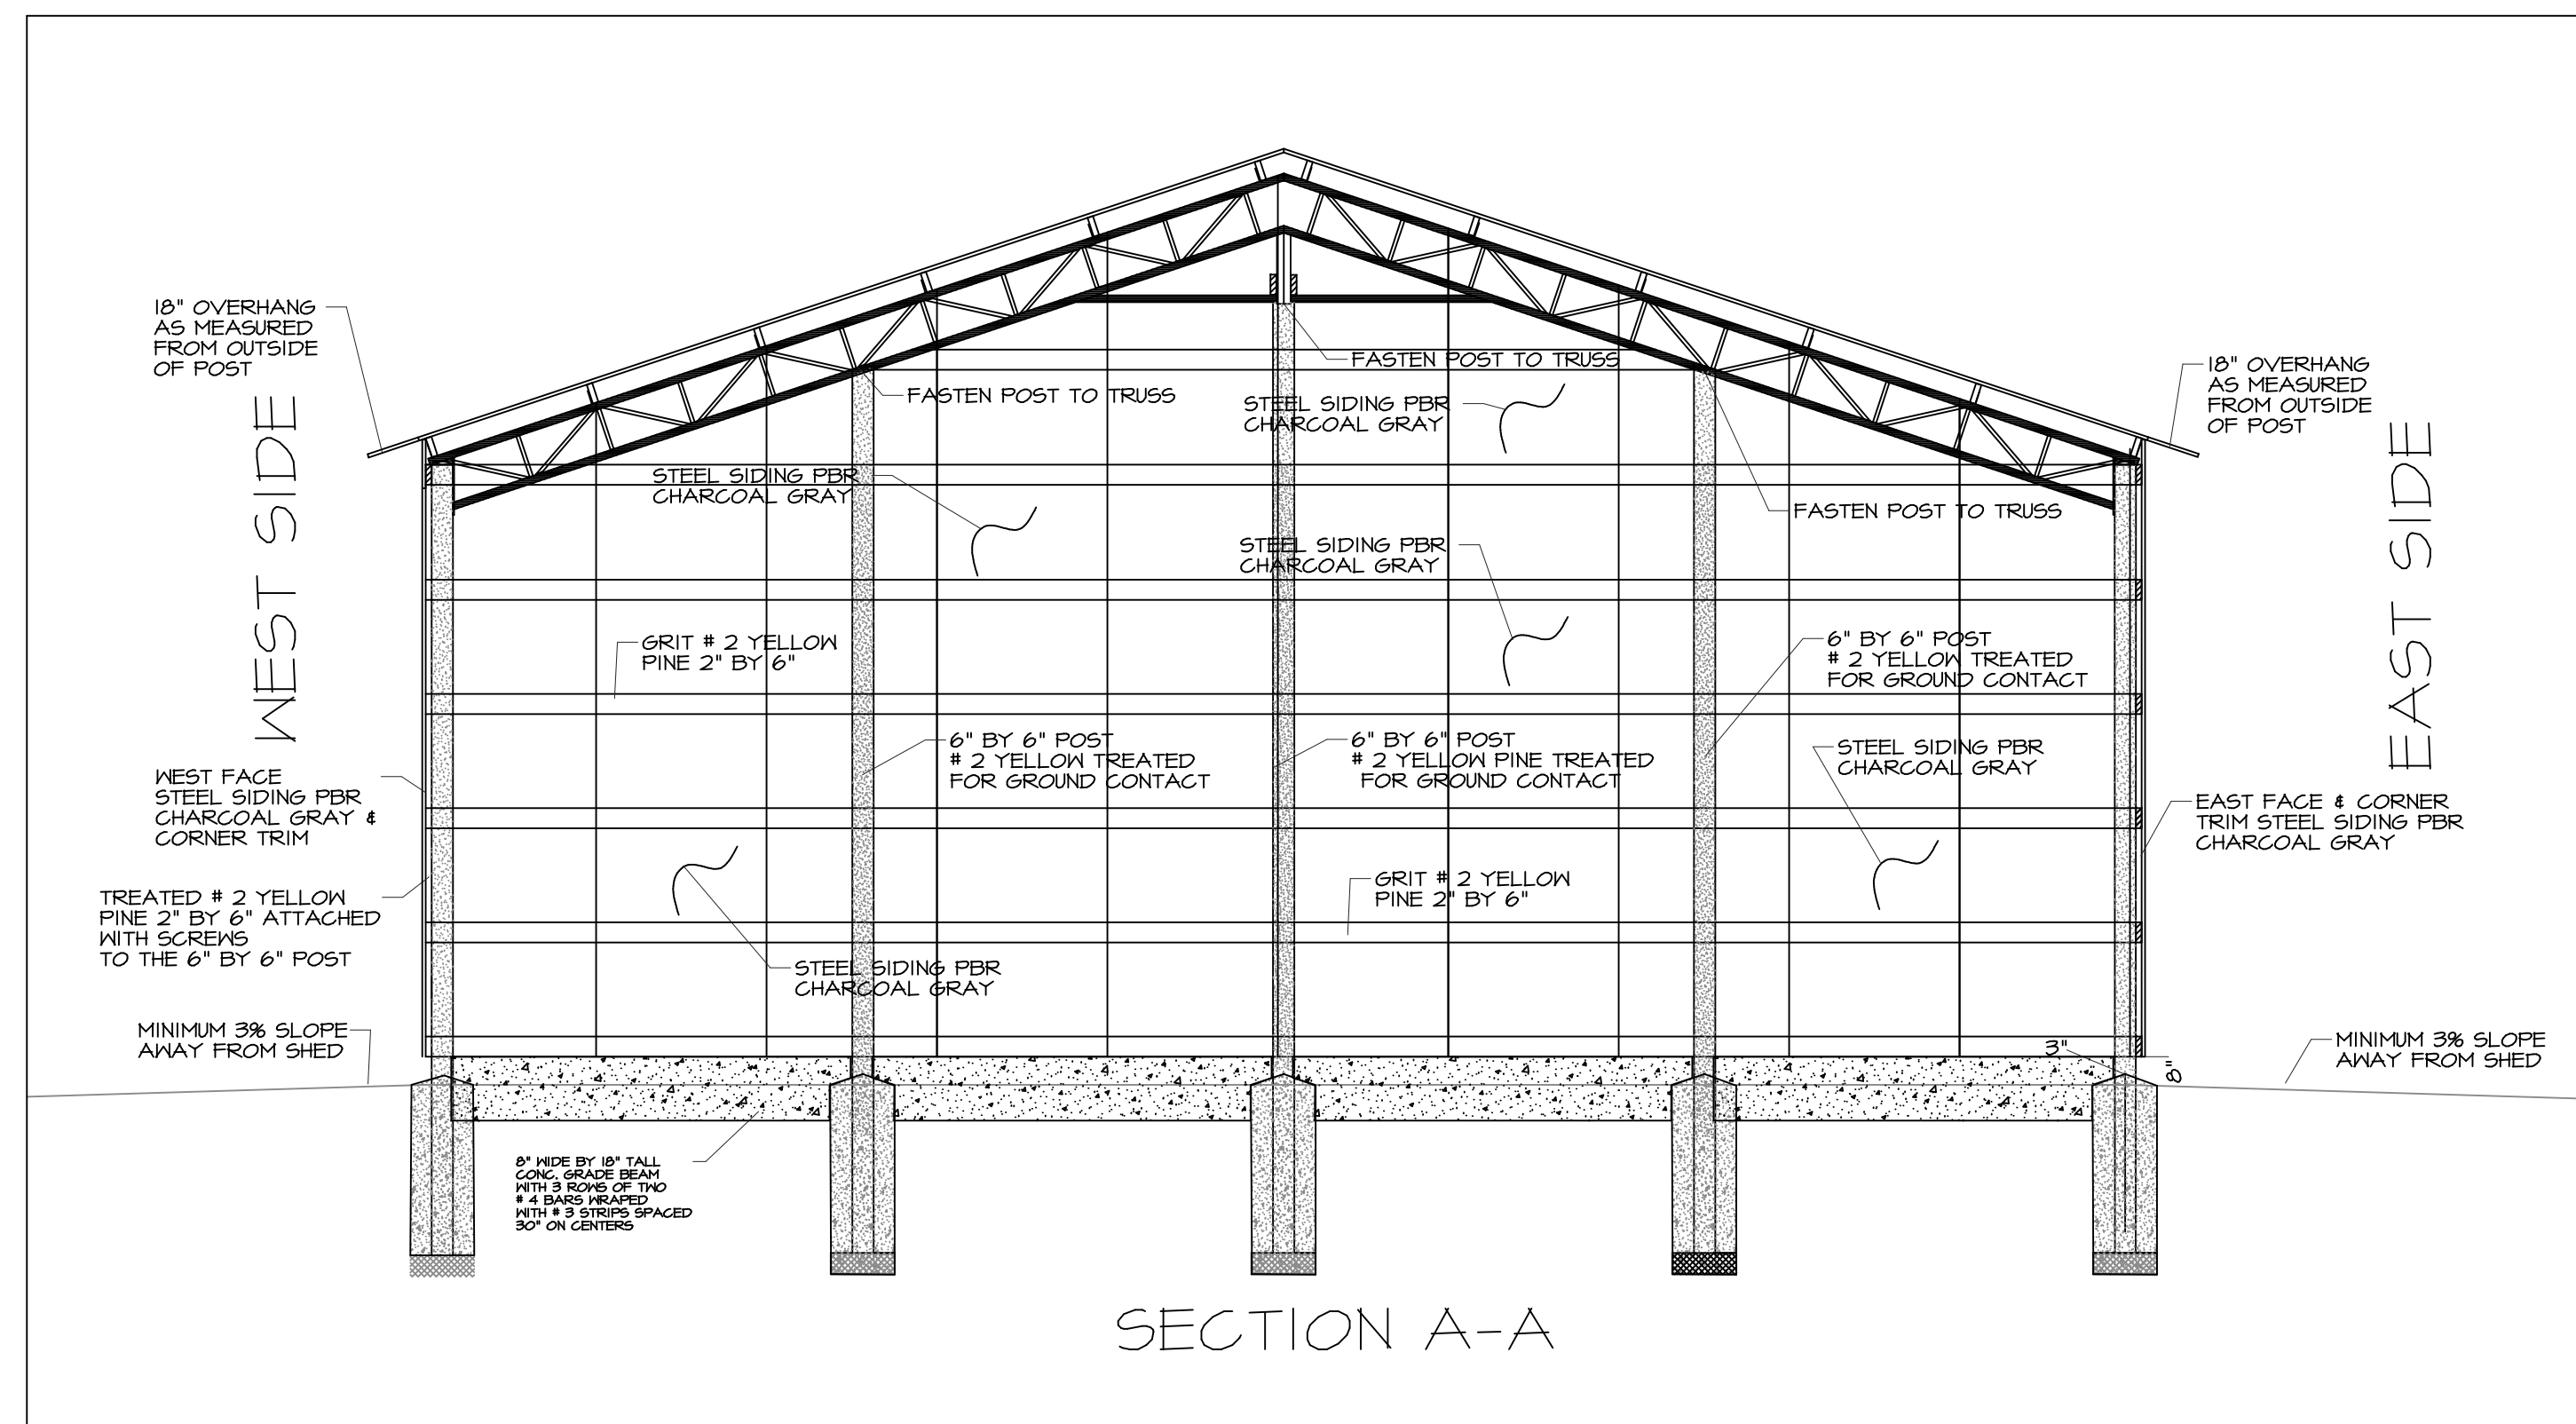 18" OVERHANG
AS MEASURED
FROM OUTSIDE
OF POST
WEST SIDE
FASTEN POST TO TRUSS
FASTEN POST TO TRUSS
STEEL SIDING PBR
CHARCOAL GRAY
18" OVERHANG
AS MEASURED
FROM OUTSIDE
OF POST
EAST SIDE
STEEL SIDING PBR
CHARCOAL GRAY
FASTEN POST TO TRUSS
STEEL SIDING PBR
CHARCOAL GRAY
GRIT # 2 YELLOW
PINE 2" BY 6"
6" BY 6" POST
# 2 YELLOW TREATED
FOR GROUND CONTACT
6" BY 6" POST
# 2 YELLOW TREATED
FOR GROUND CONTACT
6" BY 6" POST
# 2 YELLOW PINE TREATED
FOR GROUND CONTACT
STEEL SIDING PBR
CHARCOAL GRAY
WEST FACE
STEEL SIDING PBR
CHARCOAL GRAY &
CORNER TRIM
EAST FACE & CORNER
TRIM STEEL SIDING PBR
CHARCOAL GRAY
TREATED # 2 YELLOW
PINE 2" BY 6" ATTACHED
WITH SCREWS
TO THE 6" BY 6" POST
GRIT # 2 YELLOW
PINE 2" BY 6"
STEEL SIDING PBR
CHARCOAL GRAY
MINIMUM 3% SLOPE
AWAY FROM SHED
3"
8"
MINIMUM 3% SLOPE
AWAY FROM SHED
8" WIDE BY 18" TALL
CONC. GRADE BEAM
WITH 3 ROWS OF TWO
# 4 BARS WRAPED
WITH # 3 STRIPS SPACED
30" ON CENTERS
SECTION A-A